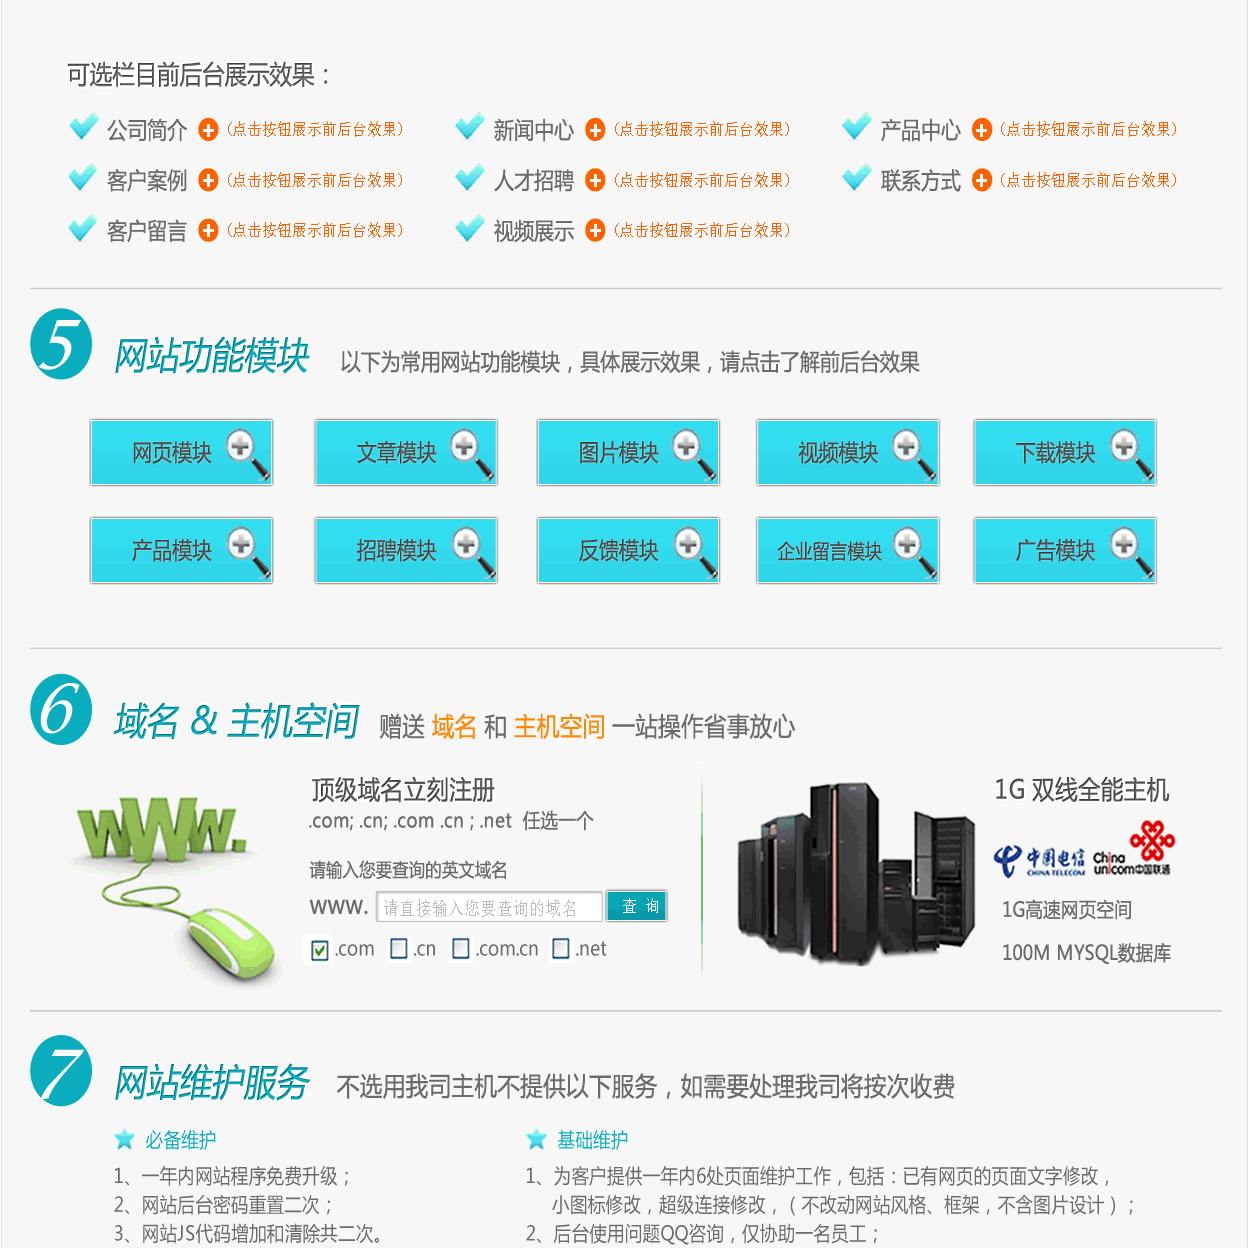 可选栏目前后台展示效果：
公司简介 (点击按钮展示前后台效果) 新闻中心 (点击按钮展示前后台效果) 产品中心 (点击按钮展示前后台效果)
客户案例 (点击按钮展示前后台效果) 人才招聘 (点击按钮展示前后台效果) 联系方式 (点击按钮展示前后台效果)
客户留言 (点击按钮展示前后台效果) 视频展示 (点击按钮展示前后台效果)
5 网站功能模块 以下为常用网站功能模块，具体展示效果，请点击了解前后台效果
网页模块 文章模块 图片模块 视频模块 下载模块
产品模块 招聘模块 反馈模块 企业留言模块 广告模块
6 域名 & 主机空间 赠送 域名 和 主机空间 一站操作省事放心
WWW.
顶级域名立刻注册
.com; .cn; .com .cn ; .net 任选一个
请输入您要查询的英文域名
www. 请直接输入您要查询的域名 查 询
.com .cn .com.cn .net
1G 双线全能主机
中国电信 CHINA TELECOM
China unicom中国联通
1G高速网页空间
100M MYSQL数据库
7 网站维护服务 不选用我司主机不提供以下服务，如需要处理我司将按次收费
必备维护
1、一年内网站程序免费升级；
2、网站后台密码重置二次；
3、网站JS代码增加和清除共二次。
基础维护
1、为客户提供一年内6处页面维护工作，包括：已有网页的页面文字修改，
小图标修改，超级连接修改，（不改动网站风格、框架，不含图片设计）；
2、后台使用问题QQ咨询，仅协助一名员工；